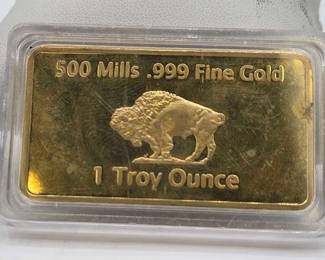 500 Mills .999 Fine Gold
1 Troy Ounce